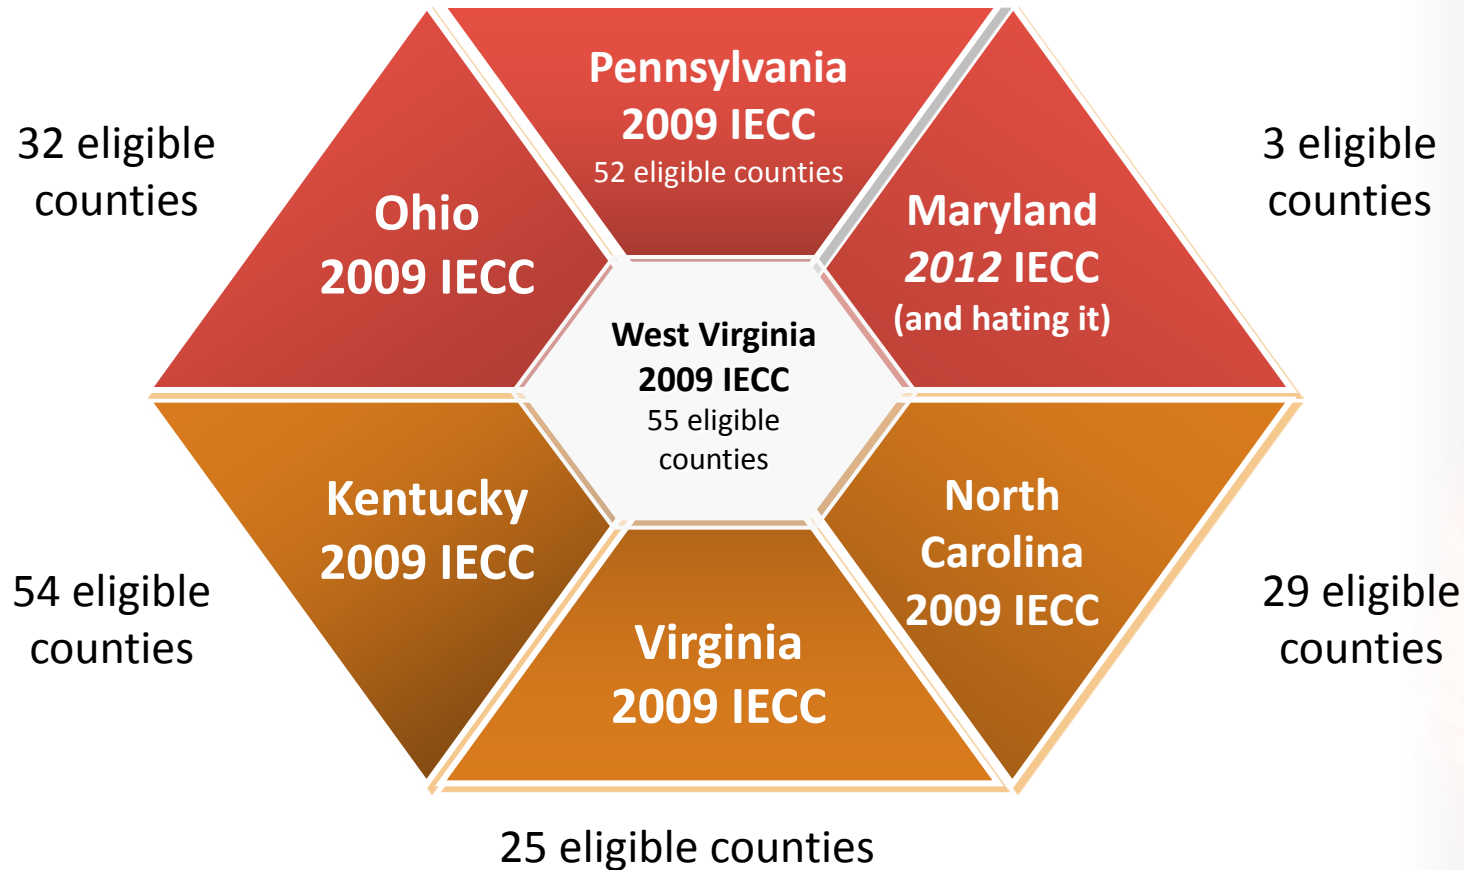 Pennsylvania
2009 IECC
52 eligible counties
32 eligible
counties
Ohio
2009 IECC
3 eligible
counties
Maryland
2012 IECC
(and hating it)
West Virginia
2009 IECC
55 eligible
counties
Kentucky
2009 IECC
54 eligible
counties
North
Carolina
2009 IECC
29 eligible
counties
Virginia
2009 IECC
25 eligible counties